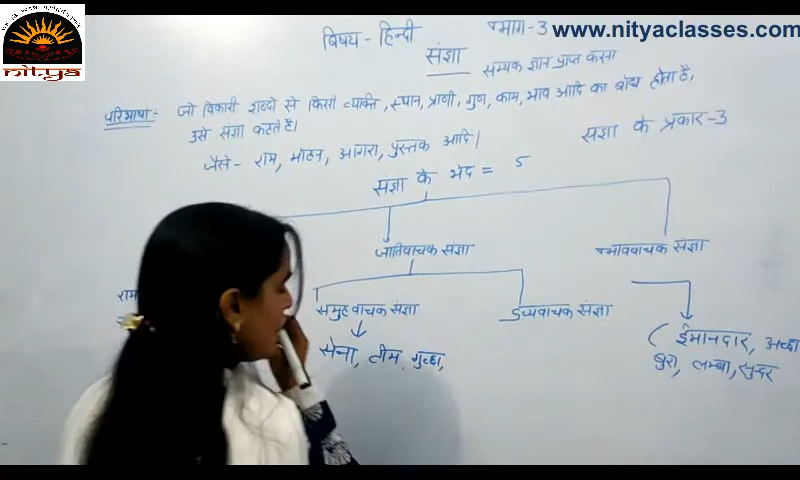 www.nityaclasses.com
nitya
बिषय - हिन्दी भाग-3
संज्ञा सम्यक ज्ञान प्राप्त करना
परिभाषा:- जो विकारी शब्दो से किसी व्यक्ति, स्थान, प्राणी, गुण, काम, भाव आदि का बोध होता है,
उसे संज्ञा कहते है।
जैसे- राम, मोहन, आगरा, पुस्तक आदि।
संज्ञा के प्रकार-3
संज्ञा के भेद = 5
जातिवाचक संज्ञा भाववाचक संज्ञा
राम
समुहवाचक संज्ञा द्रव्यवाचक संज्ञा
सेना, टीम, गुच्छा,
( ईमानदार, अच्छा
बुरा, लम्बा, सुन्दर